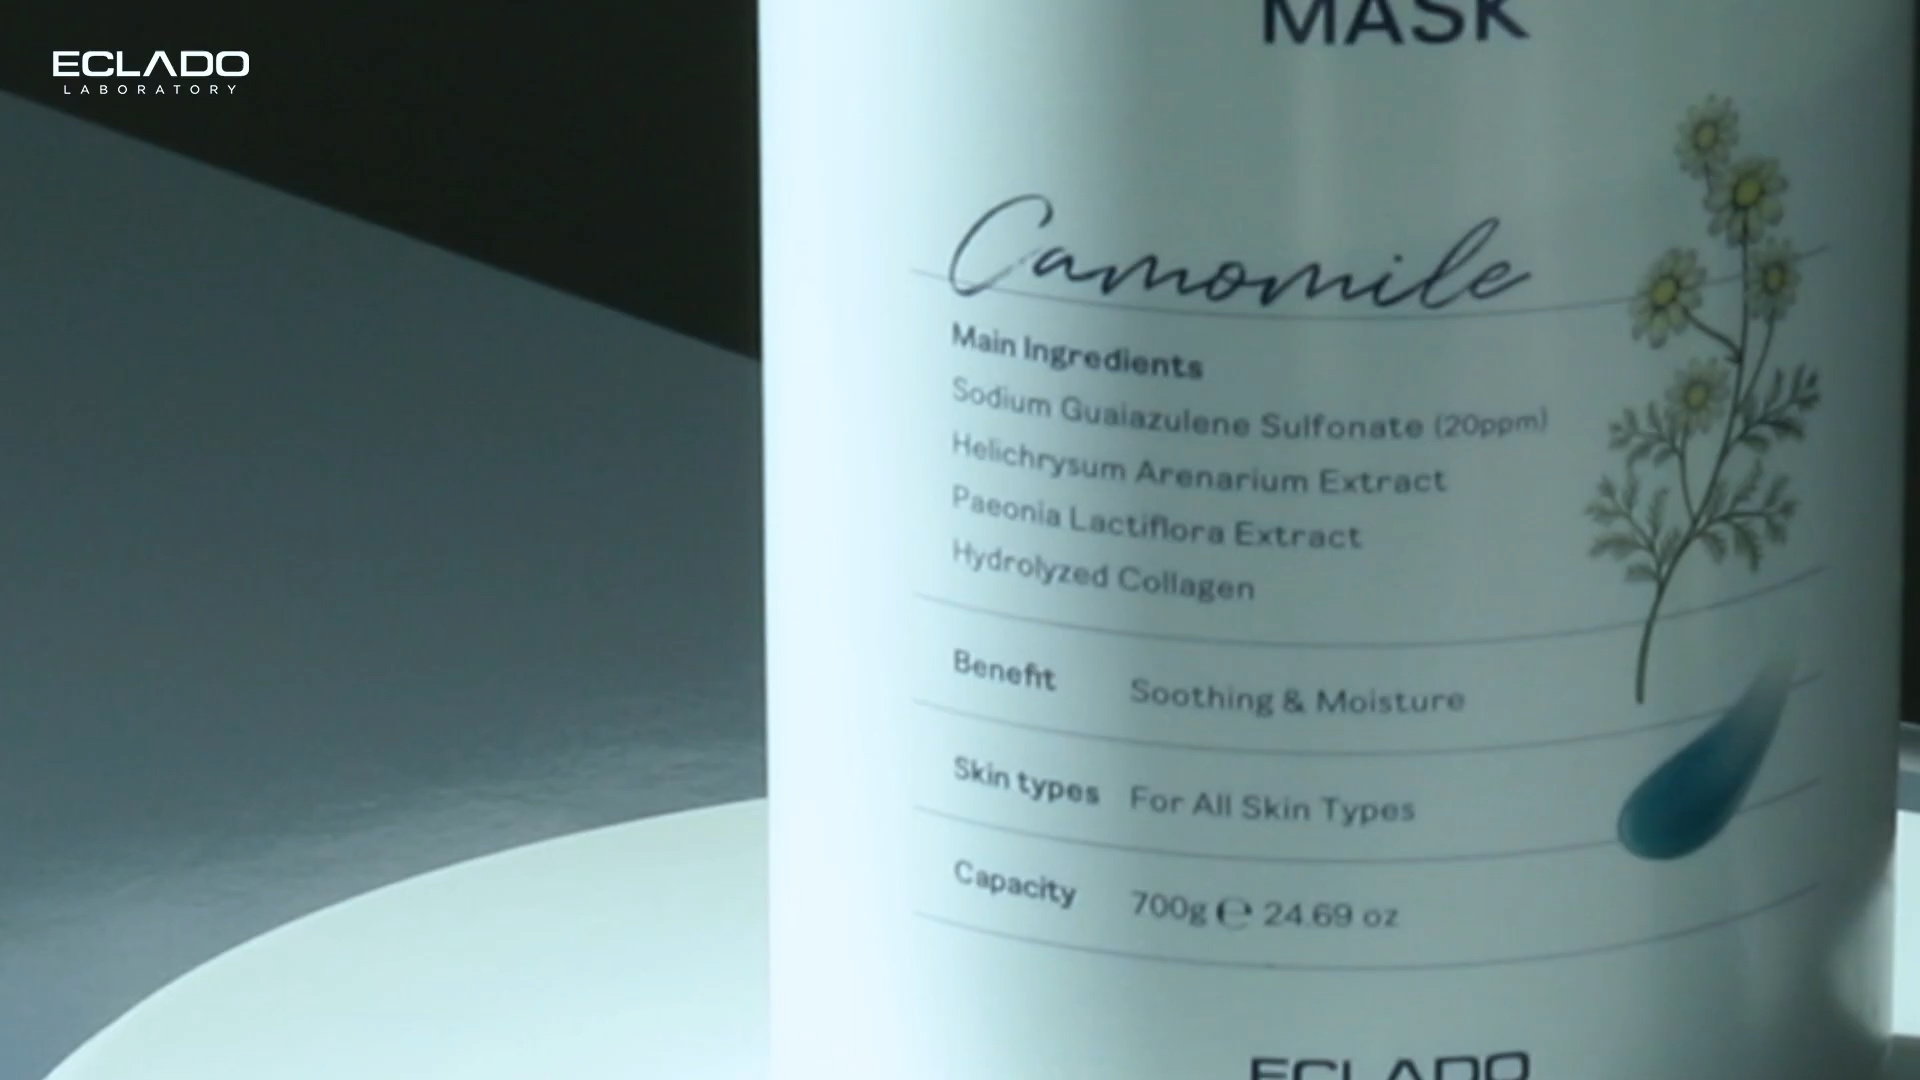 ECLADO
LABORATORY
MASK
Camomile
Main Ingredients
Sodium Guaiazulene Sulfonate (20ppm)
Helichrysum Arenarium Extract
Paeonia Lactiflora Extract
Hydrolyzed Collagen
Benefit Soothing & Moisture
Skin types For All Skin Types
Capacity 700g ℮ 24.69 oz
ECLADO